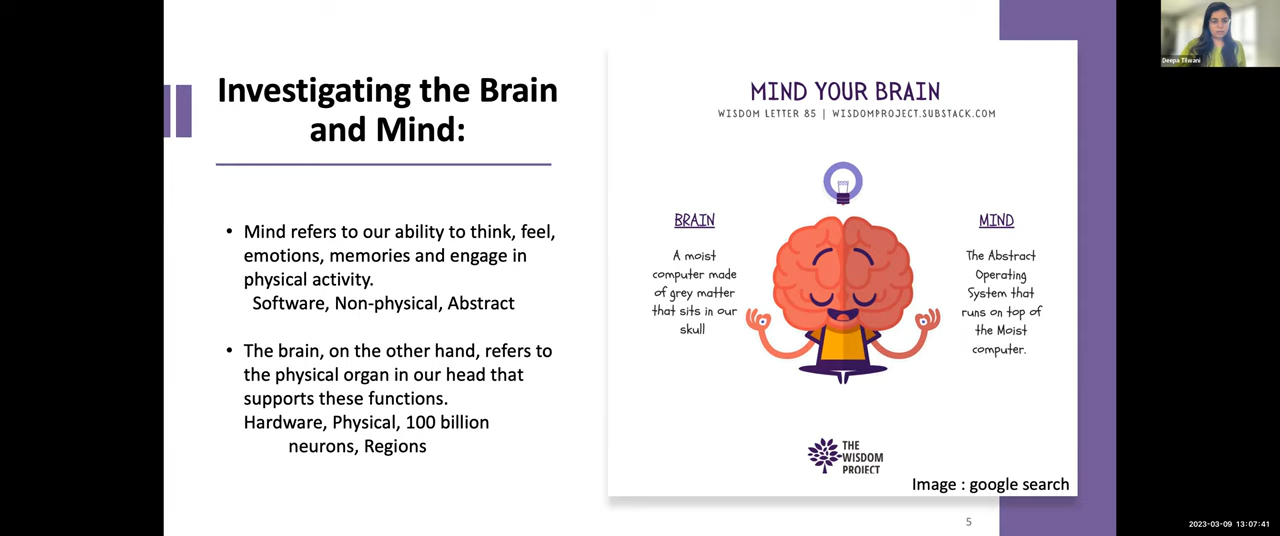 Investigating the Brain
and Mind:
• Mind refers to our ability to think, feel,
emotions, memories and engage in
physical activity.
Software, Non-physical, Abstract
• The brain, on the other hand, refers to
the physical organ in our head that
supports these functions.
Hardware, Physical, 100 billion
neurons, Regions
MIND YOUR BRAIN
WISDOM LETTER 85 | WISDOMPROJECT.SUBSTACK.COM
BRAIN
A moist
computer made
of grey matter
that sits in our
skull
MIND
The Abstract
Operating
System that
runs on top of
the Moist
computer.
THE
WISDOM
PROJECT
Image : google search
5
Deepa Tilwani
2023-03-09 13:07:41